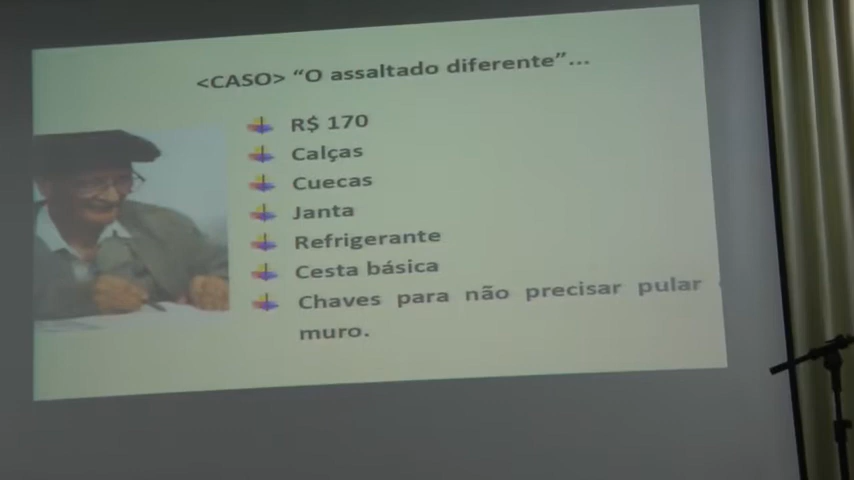 <CASO> “O assaltado diferente”...
R$ 170
Calças
Cuecas
Janta
Refrigerante
Cesta básica
Chaves para não precisar pular
muro.